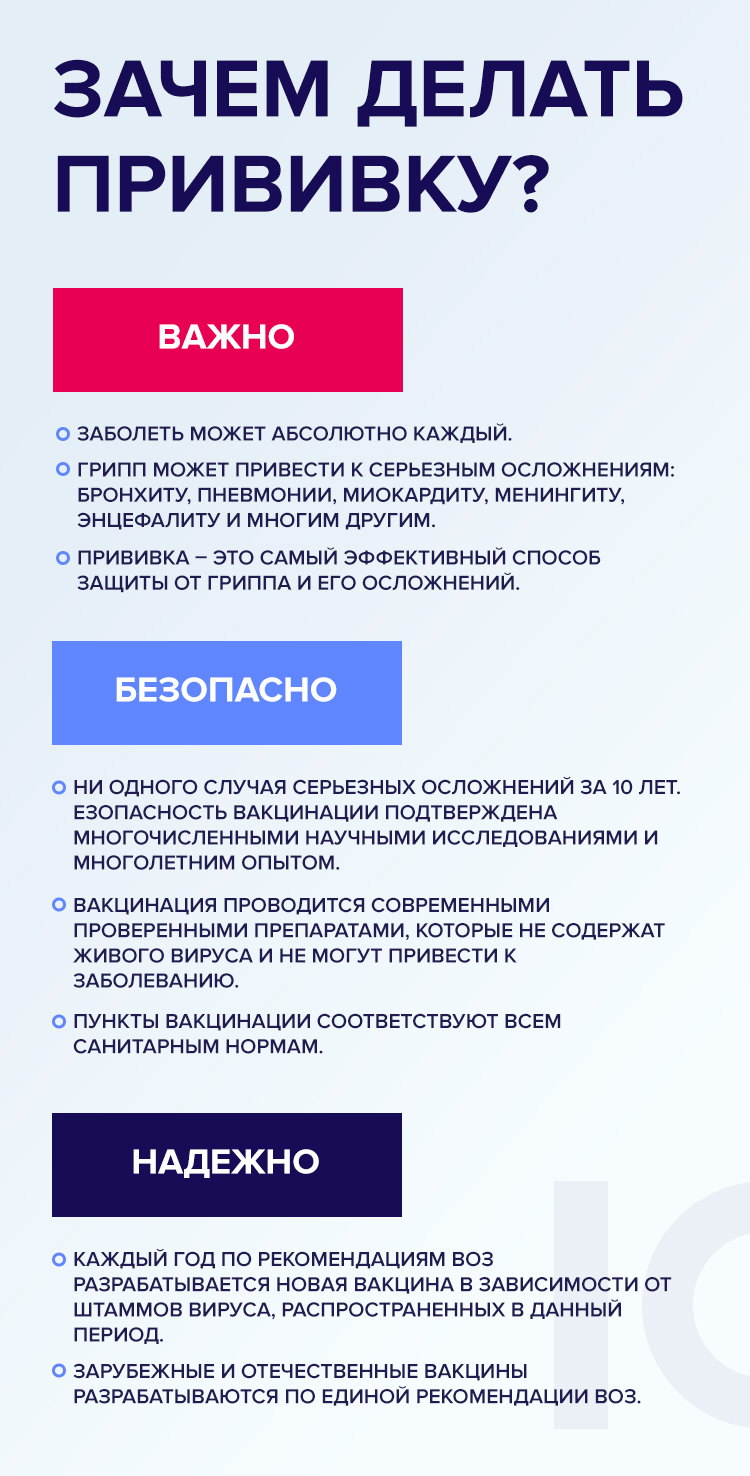 ЗАЧЕМ ДЕЛАТЬ
ПРИВИВКУ?
ВАЖНО
ЗАБОЛЕТЬ МОЖЕТ АБСОЛЮТНО КАЖДЫЙ.
ГРИПП МОЖЕТ ПРИВЕСТИ К СЕРЬЕЗНЫМ ОСЛОЖНЕНИЯМ:
БРОНХИТУ, ПНЕВМОНИИ, МИОКАРДИТУ, МЕНИНГИТУ,
ЭНЦЕФАЛИТУ И МНОГИМ ДРУГИМ.
ПРИВИВКА – ЭТО САМЫЙ ЭФФЕКТИВНЫЙ СПОСОБ
ЗАЩИТЫ ОТ ГРИППА И ЕГО ОСЛОЖНЕНИЙ.
БЕЗОПАСНО
НИ ОДНОГО СЛУЧАЯ СЕРЬЕЗНЫХ ОСЛОЖНЕНИЙ ЗА 10 ЛЕТ.
ЕЗОПАСНОСТЬ ВАКЦИНАЦИИ ПОДТВЕРЖДЕНА
МНОГОЧИСЛЕННЫМИ НАУЧНЫМИ ИССЛЕДОВАНИЯМИ И
МНОГОЛЕТНИМ ОПЫТОМ.
ВАКЦИНАЦИЯ ПРОВОДИТСЯ СОВРЕМЕННЫМИ
ПРОВЕРЕННЫМИ ПРЕПАРАТАМИ, КОТОРЫЕ НЕ СОДЕРЖАТ
ЖИВОГО ВИРУСА И НЕ МОГУТ ПРИВЕСТИ К
ЗАБОЛЕВАНИЮ.
ПУНКТЫ ВАКЦИНАЦИИ СООТВЕТСТВУЮТ ВСЕМ
САНИТАРНЫМ НОРМАМ.
НАДЕЖНО
КАЖДЫЙ ГОД ПО РЕКОМЕНДАЦИЯМ ВОЗ
РАЗРАБАТЫВАЕТСЯ НОВАЯ ВАКЦИНА В ЗАВИСИМОСТИ ОТ
ШТАММОВ ВИРУСА, РАСПРОСТРАНЕННЫХ В ДАННЫЙ
ПЕРИОД.
ЗАРУБЕЖНЫЕ И ОТЕЧЕСТВЕННЫЕ ВАКЦИНЫ
РАЗРАБАТЫВАЮТСЯ ПО ЕДИНОЙ РЕКОМЕНДАЦИИ ВОЗ.